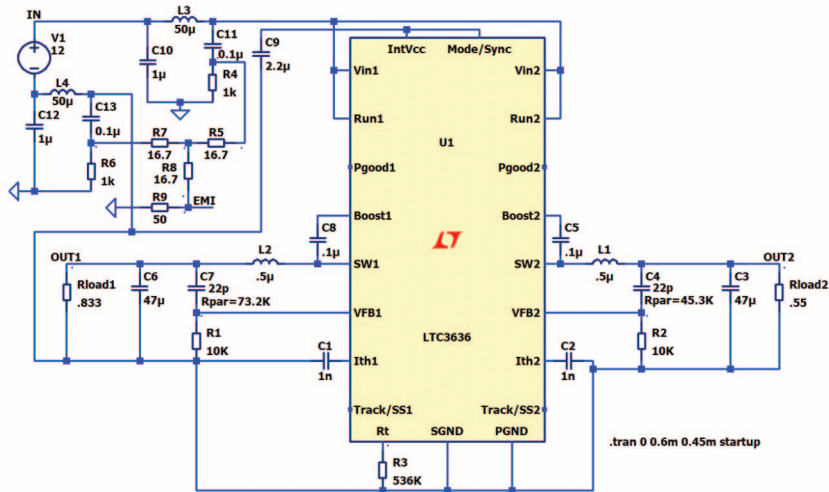 IN
L3
50µ
V1
12
C10
1µ
C11
0.1µ
R4
1k
C9
2.2µ
L4
50µ
C12
1µ
C13
0.1µ
R6
1k
R7
16.7
R5
16.7
R8
16.7
R9
50
EMI
IntVcc
Mode/Sync
Vin1
Vin2
Run1
Run2
U1
Pgood1
Pgood2
Boost1
Boost2
C8
.1µ
C5
.1µ
SW1
SW2
OUT1
L2
.5µ
L1
.5µ
OUT2
Rload1
.833
C6
47µ
C7
22p
Rpar=73.2K
C4
22p
Rpar=45.3K
C3
47µ
Rload2
.55
VFB1
VFB2
R1
10K
LTC3636
R2
10K
C1
1n
Ith1
Ith2
C2
1n
Track/SS1
Track/SS2
Rt
SGND
PGND
R3
536K
.tran 0 0.6m 0.45m startup